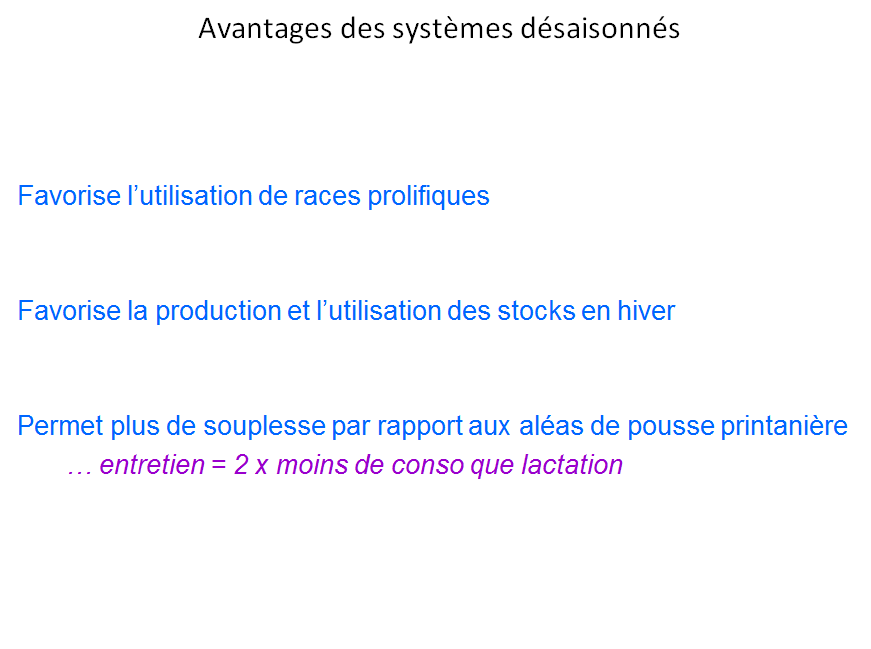 Avantages des systèmes désaisonnés
Favorise l’utilisation de races prolifiques
Favorise la production et l’utilisation des stocks en hiver
Permet plus de souplesse par rapport aux aléas de pousse printanière
… entretien = 2 x moins de conso que lactation